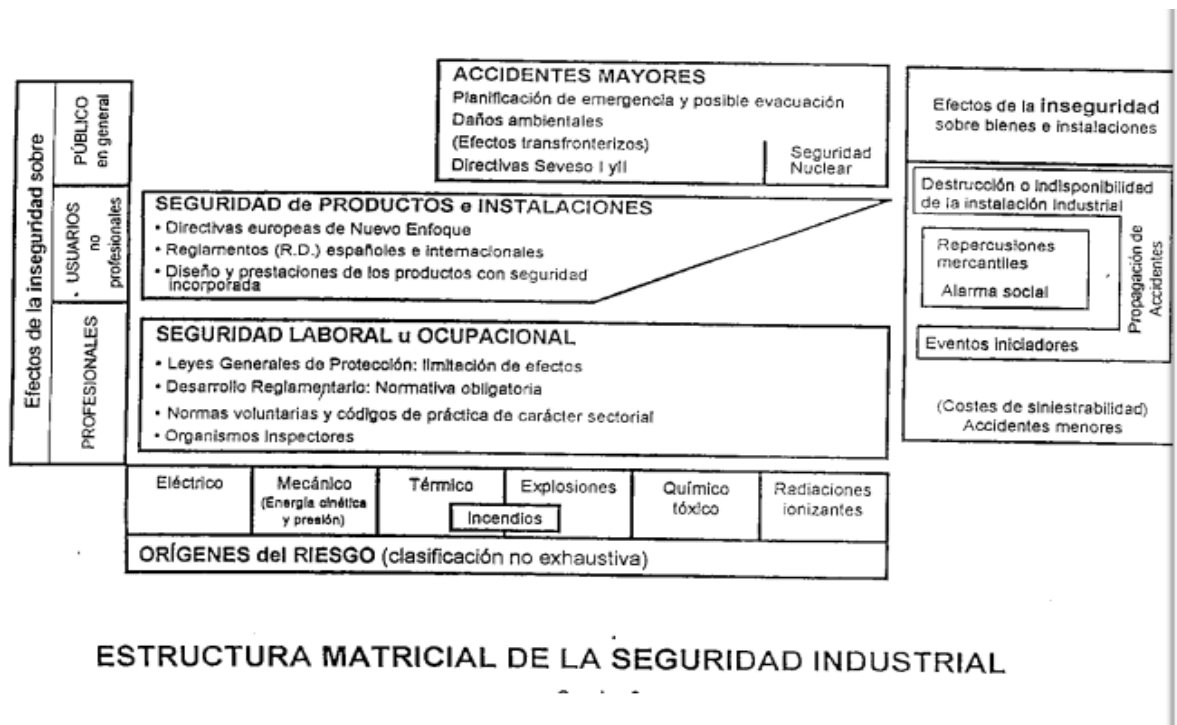 ACCIDENTES MAYORES
Planificación de emergencia y posible evacuación
Daños ambientales
(Efectos transfronterizos)
Directivas Seveso I yII
Seguridad
Nuclear
Efectos de la inseguridad
sobre bienes e instalaciones
Efectos de la inseguridad sobre
PÚBLICO
en general
USUARIOS
no
profesionales
PROFESIONALES
SEGURIDAD de PRODUCTOS e INSTALACIONES
• Directivas europeas de Nuevo Enfoque
• Reglamentos (R.D.) españoles e internacionales
• Diseño y prestaciones de los productos con seguridad
incorporada
Destrucción o indisponibilidad
de la instalación Industrial
Repercusiones
mercantiles
Alarma social
Propagación de
Accidentes
Eventos iniciadores
(Costes de siniestrabilidad)
Accidentes menores
SEGURIDAD LABORAL u OCUPACIONAL
• Leyes Generales de Protección: limitación de efectos
• Desarrollo Reglamentario: Normativa obligatoria
• Normas voluntarias y códigos de práctica de carácter sectorial
• Organismos Inspectores
Eléctrico
Mecánico
(Energía cinética
y presión)
Térmico
Explosiones
Incendios
Químico
tóxico
Radiaciones
ionizantes
ORÍGENES del RIESGO (clasificación no exhaustiva)
ESTRUCTURA MATRICIAL DE LA SEGURIDAD INDUSTRIAL